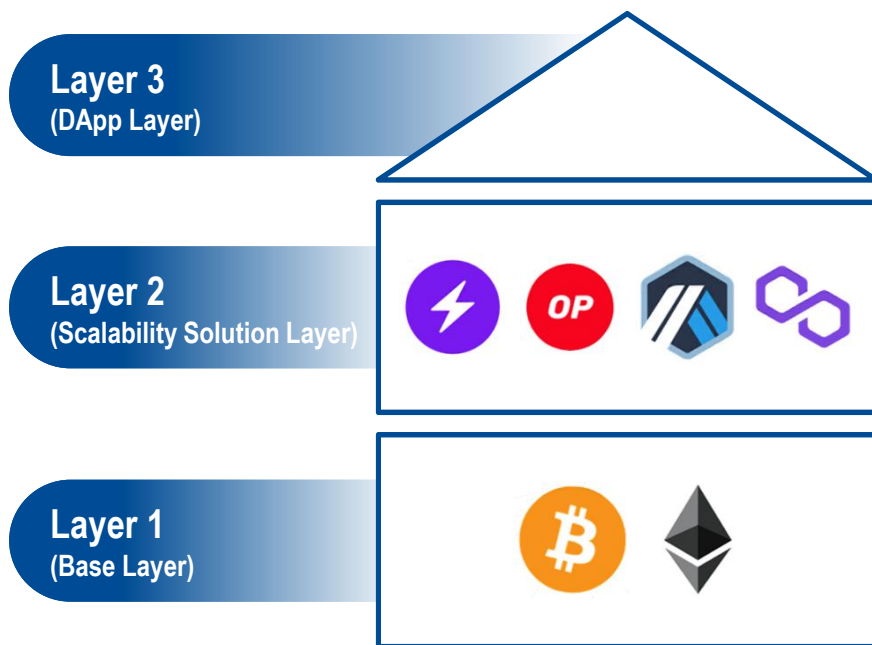 Layer 3
(DApp Layer)
Layer 2
(Scalability Solution Layer)
OP
Layer 1
(Base Layer)